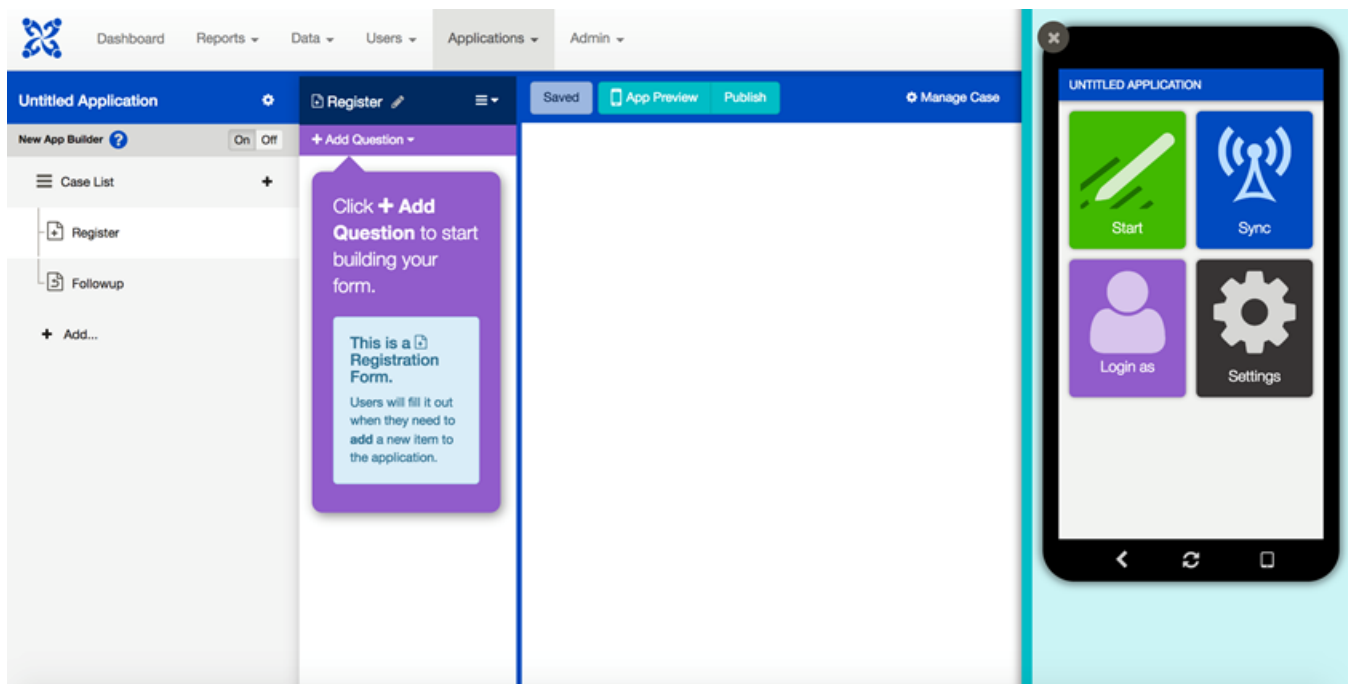 Dashboard Reports Data Users Applications Admin
Untitled Application
Register
Saved App Preview Publish
Manage Case
New App Builder ? On Off
+ Add Question
Case List +
Register
Followup
+ Add...
Click + Add
Question to start
building your
form.
This is a
Registration
Form.
Users will fill it out
when they need to
add a new item to
the application.
UNTITLED APPLICATION
Start Sync
Login as Settings